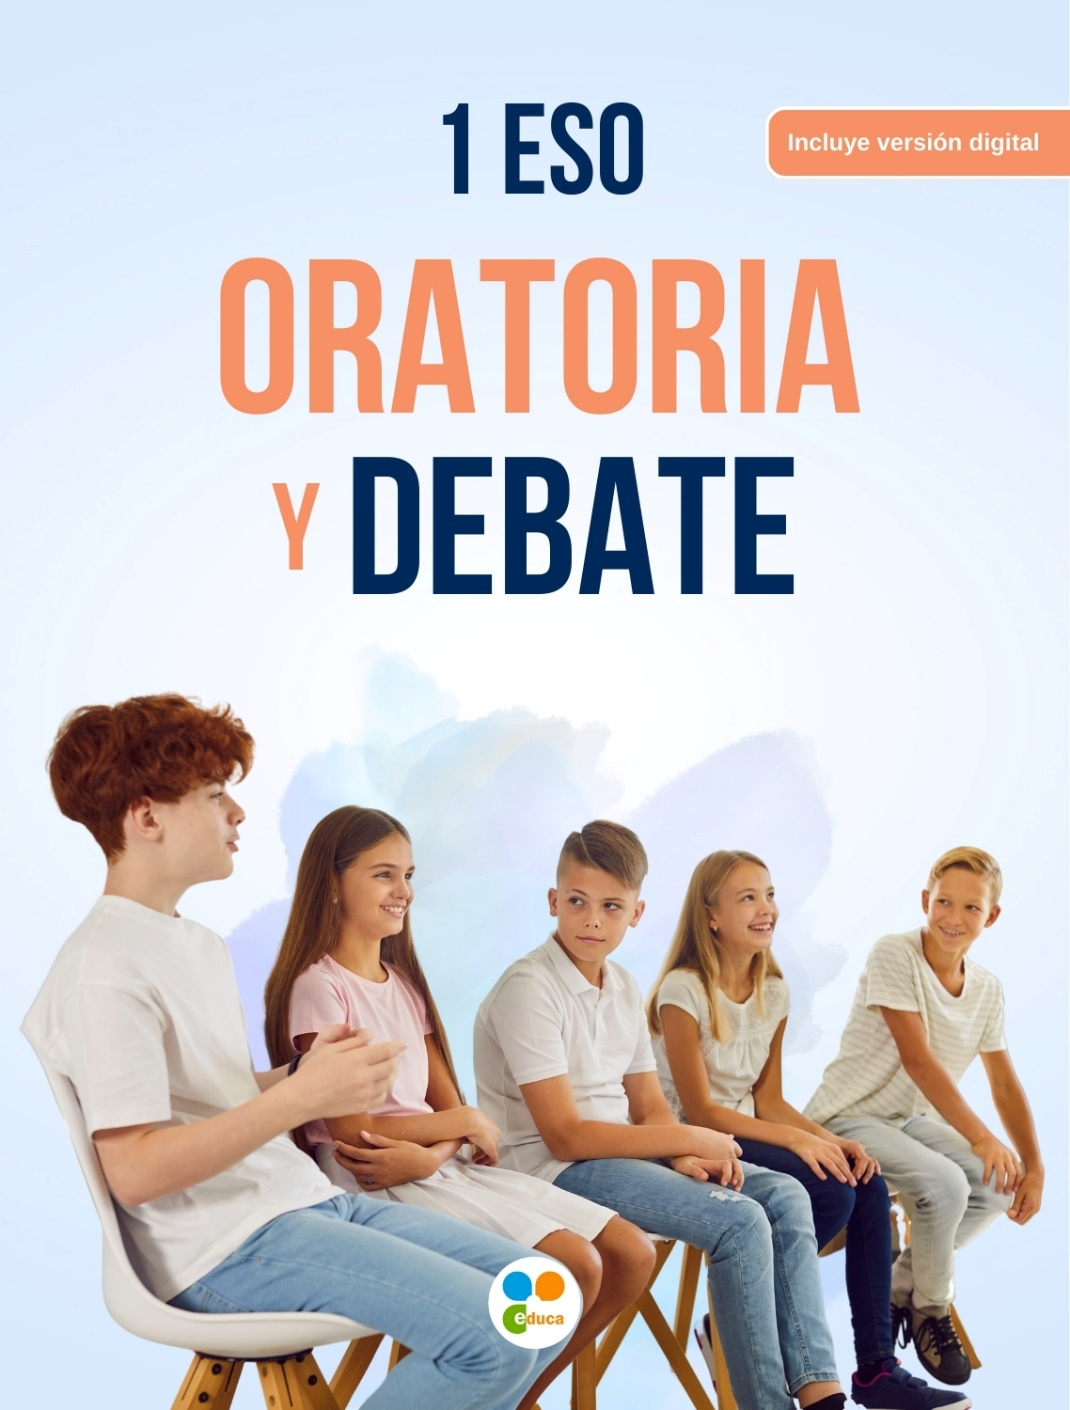 1 ESO
Incluye versión digital
ORATORIA
Y DEBATE
educa